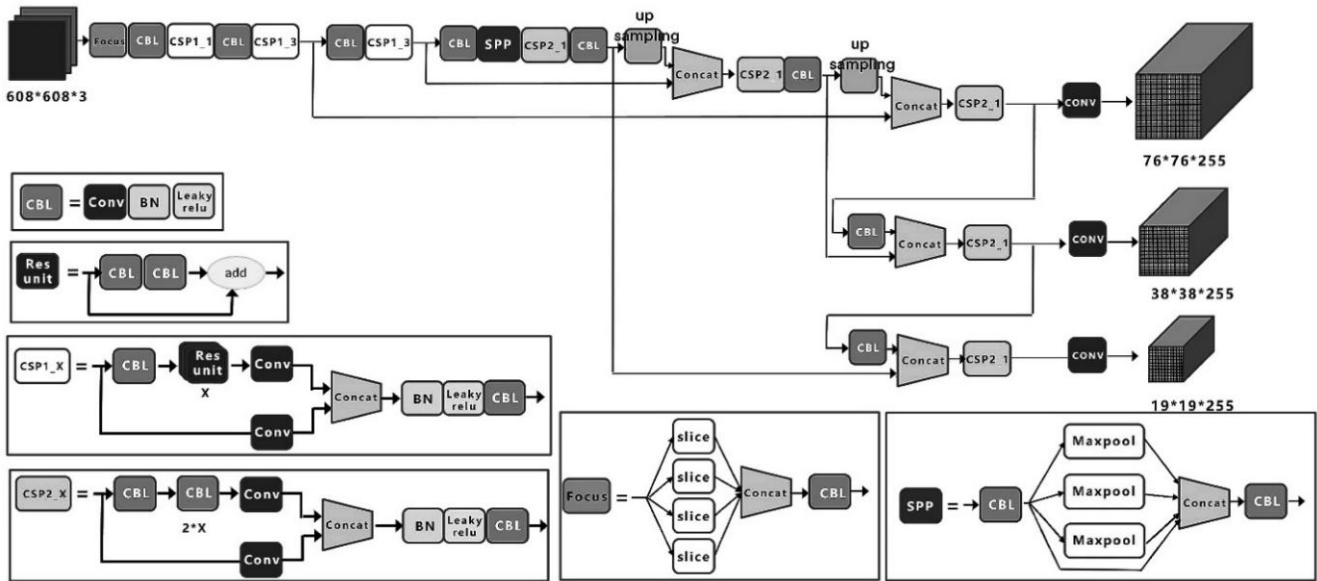 608*608*3
Focus
CBL
CSP1_1
CBL
CSP1_3
CBL
CSP1_3
CBL
SPP
CSP2_1
CBL
up
sampling
Concat
CSP2_1
CBL
up
sampling
Concat
CSP2_1
CONV
76*76*255
CBL
Concat
CSP2_1
CONV
38*38*255
CBL
Concat
CSP2_1
CONV
19*19*255
CBL
=
Conv
BN
Leaky
relu
Res
unit
=
CBL
CBL
add
CSP1_X
=
CBL
Res
unit
X
Conv
Conv
Concat
BN
Leaky
relu
CBL
CSP2_X
=
CBL
CBL
2*X
Conv
Conv
Concat
BN
Leaky
relu
CBL
Focus
=
slice
slice
slice
slice
Concat
CBL
SPP
=
CBL
Maxpool
Maxpool
Maxpool
Concat
CBL